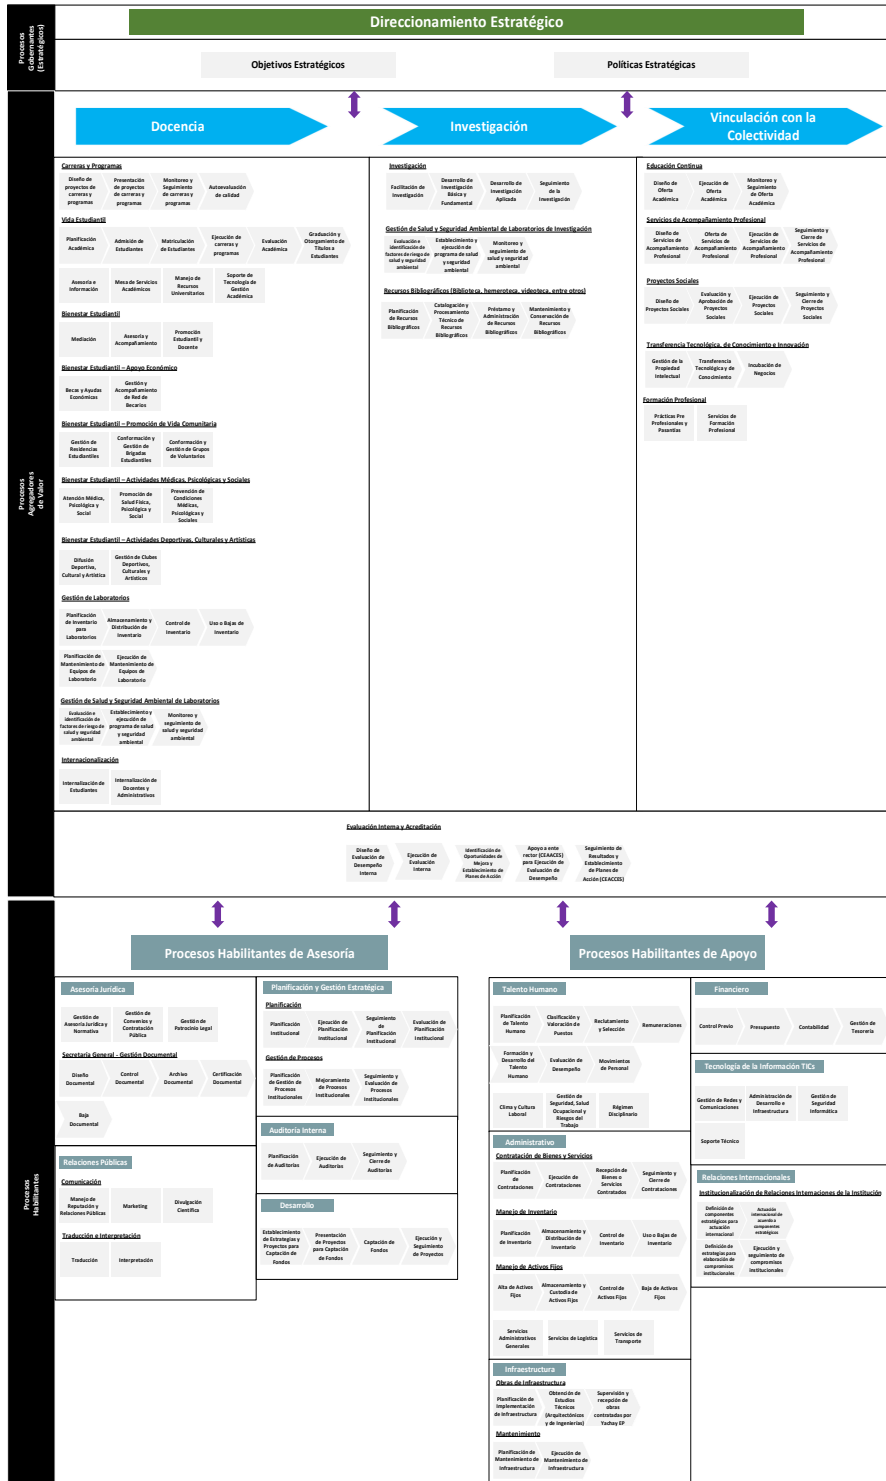 Procesos
Gobernantes
(Estratégicos)
Direccionamiento Estratégico
Objetivos Estratégicos
Políticas Estratégicas
Procesos
Agregadores
de Valor
Docencia
Investigación
Vinculación con la
Colectividad
Carreras y Programas
Diseño de
proyectos de
carreras y
programas
Presentación
de proyectos
de carreras y
programas
Monitoreo y
Seguimiento
de carreras y
programas
Autoevaluación
de calidad
Vida Estudiantil
Planificación
Académica
Admisión de
Estudiantes
Matriculación
de Estudiantes
Ejecución de
carreras y
programas
Evaluación
Académica
Graduación y
Otorgamiento de
Títulos a
Estudiantes
Asesoría e
Información
Mesa de Servicios
Académicos
Manejo de
Recursos
Universitarios
Soporte de
Tecnología de
Gestión
Académica
Bienestar Estudiantil
Mediación
Asesoría y
Acompañamiento
Promoción
Estudiantil y
Docente
Bienestar Estudiantil – Apoyo Económico
Becas y Ayudas
Económicas
Gestión y
Acompañamiento
de Red de
Becarios
Bienestar Estudiantil – Promoción de Vida Comunitaria
Gestión de
Residencias
Estudiantiles
Conformación y
Gestión de
Brigadas
Estudiantiles
Conformación y
Gestión de Grupos
de Voluntarios
Bienestar Estudiantil – Actividades Médicas, Psicológicas y Sociales
Atención Médica,
Psicológica y
Social
Promoción de
Salud Física,
Psicológica y
Social
Prevención de
Condiciones
Médicas,
Psicológicas y
Sociales
Bienestar Estudiantil – Actividades Deportivas, Culturales y Artísticas
Difusión
Deportiva,
Cultural y Artística
Gestión de Clubes
Deportivos,
Culturales y
Artísticos
Gestión de Laboratorios
Planificación
de Inventario
para
Laboratorios
Almacenamiento y
Distribución de
Inventario
Control de
Inventario
Uso o Bajas de
Inventario
Planificación de
Mantenimiento de
Equipos de
Laboratorio
Ejecución de
Mantenimiento de
Equipos de
Laboratorio
Gestión de Salud y Seguridad Ambiental de Laboratorios
Evaluación e
identificación de
factores de riesgo de
salud y seguridad
ambiental
Establecimiento y
ejecución de
programa de salud
y seguridad
ambiental
Monitoreo y
seguimiento de
salud y seguridad
ambiental
Internacionalización
Internalización de
Estudiantes
Internalización de
Docentes y
Administrativos
Investigación
Facilitación de
Investigación
Desarrollo de
Investigación
Básica y
Fundamental
Desarrollo de
Investigación
Aplicada
Seguimiento
de la
Investigación
Gestión de Salud y Seguridad Ambiental de Laboratorios de Investigación
Evaluación e
identificación de
factores de riesgo de
salud y seguridad
ambiental
Establecimiento y
ejecución de
programa de salud
y seguridad
ambiental
Monitoreo y
seguimiento de
salud y seguridad
ambiental
Recursos Bibliográficos (Biblioteca, hemeroteca, videoteca, entre otros)
Planificación
de Recursos
Bibliográficos
Catalogación y
Procesamiento
Técnico de
Recursos
Bibliográficos
Préstamo y
Administración
de Recursos
Bibliográficos
Mantenimiento y
Conservación de
Recursos
Bibliográficos
Educación Continua
Diseño de
Oferta
Académica
Ejecución de
Oferta
Académica
Monitoreo y
Seguimiento
de Oferta
Académica
Servicios de Acompañamiento Profesional
Diseño de
Servicios de
Acompañamiento
Profesional
Oferta de
Servicios de
Acompañamiento
Profesional
Ejecución de
Servicios de
Acompañamiento
Profesional
Seguimiento y
Cierre de
Servicios de
Acompañamiento
Profesional
Proyectos Sociales
Diseño de
Proyectos Sociales
Evaluación y
Aprobación de
Proyectos
Sociales
Ejecución de
Proyectos
Sociales
Seguimiento y
Cierre de
Proyectos
Sociales
Transferencia Tecnológica, de Conocimiento e Innovación
Gestión de la
Propiedad
Intelectual
Transferencia
Tecnológica y de
Conocimiento
Incubación de
Negocios
Formación Profesional
Prácticas Pre
Profesionales y
Pasantías
Servicios de
Formación
Profesional
Evaluación Interna y Acreditación
Diseño de
Evaluación de
Desempeño
Interna
Ejecución de
Evaluación
Interna
Identificación de
Oportunidades de
Mejora y
Establecimiento
de Planes de Acción
Apoyo a ente
rector (CEAACES)
para Ejecución de
Evaluación de
Desempeño
Seguimiento de
Resultados y
Establecimiento
de Planes de
Acción (CEACCES)
Procesos
Habilitantes
Procesos Habilitantes de Asesoría
Procesos Habilitantes de Apoyo
Asesoría Jurídica
Gestión de
Asesoría Jurídica y
Normativa
Gestión de
Convenios y
Contratación
Pública
Gestión de
Patrocinio Legal
Secretaría General - Gestión Documental
Diseño
Documental
Control
Documental
Archivo
Documental
Certificación
Documental
Baja
Documental
Relaciones Públicas
Comunicación
Manejo de
Reputación y
Relaciones Públicas
Marketing
Divulgación
Científica
Traducción e Interpretación
Traducción
Interpretación
Planificación y Gestión Estratégica
Planificación
Planificación
Institucional
Ejecución de
Planificación
Institucional
Seguimiento
de
Planificación
Institucional
Evaluación de
Planificación
Institucional
Gestión de Procesos
Planificación
de Gestión de
Procesos
Institucionales
Mejoramiento
de Procesos
Institucionales
Seguimiento y
Evaluación de
Procesos
Institucionales
Auditoría Interna
Planificación
de Auditorías
Ejecución de
Auditorías
Seguimiento y
Cierre de
Auditorías
Desarrollo
Establecimiento
de Estrategias y
Proyectos para
Captación de
Fondos
Presentación
de Proyectos
para Captación
de Fondos
Captación de
Fondos
Ejecución y
Seguimiento
de Proyectos
Talento Humano
Planificación
de Talento
Humano
Clasificación y
Valoración de
Puestos
Reclutamiento
y Selección
Remuneraciones
Formación y
Desarrollo del
Talento
Humano
Evaluación de
Desempeño
Movimientos
de Personal
Clima y Cultura
Laboral
Gestión de
Seguridad, Salud
Ocupacional y
Riesgos del
Trabajo
Régimen
Disciplinario
Administrativo
Contratación de Bienes y Servicios
Planificación
de
Contrataciones
Ejecución de
Contrataciones
Recepción de
Bienes o
Servicios
Contratados
Seguimiento y
Cierre de
Contrataciones
Manejo de Inventario
Planificación
de Inventario
Almacenamiento y
Distribución de
Inventario
Control de
Inventario
Uso o Bajas de
Inventario
Manejo de Activos Fijos
Alta de Activos
Fijos
Almacenamiento y
Custodia de
Activos Fijos
Control de
Activos Fijos
Baja de Activos
Fijos
Servicios
Administrativos
Generales
Servicios de Logística
Servicios de
Transporte
Infraestructura
Obras de Infraestructura
Planificación de
Implementación
de Infraestructura
Obtención de
Estudios
Técnicos
(Arquitectónicos
y de Ingenierías)
Supervisión y
recepción de
obras
contratadas por
Yachay EP
Mantenimiento
Planificación de
Mantenimiento de
Infraestructura
Ejecución de
Mantenimiento de
Infraestructura
Financiero
Control Previo
Presupuesto
Contabilidad
Gestión de
Tesorería
Tecnología de la Información TICs
Gestión de Redes y
Comunicaciones
Administración de
Desarrollo e
Infraestructura
Gestión de
Seguridad
Informática
Soporte Técnico
Relaciones Internacionales
Institucionalización de Relaciones Internaciones de la Institución
Definición de
componentes
estratégicos para
actuación
internacional
Actuación
internacional de
acuerdo a
componentes
estratégicos
Definición de
estrategias para
elaboración de
compromisos
institucionales
Ejecución y
seguimiento de
compromisos
institucionales